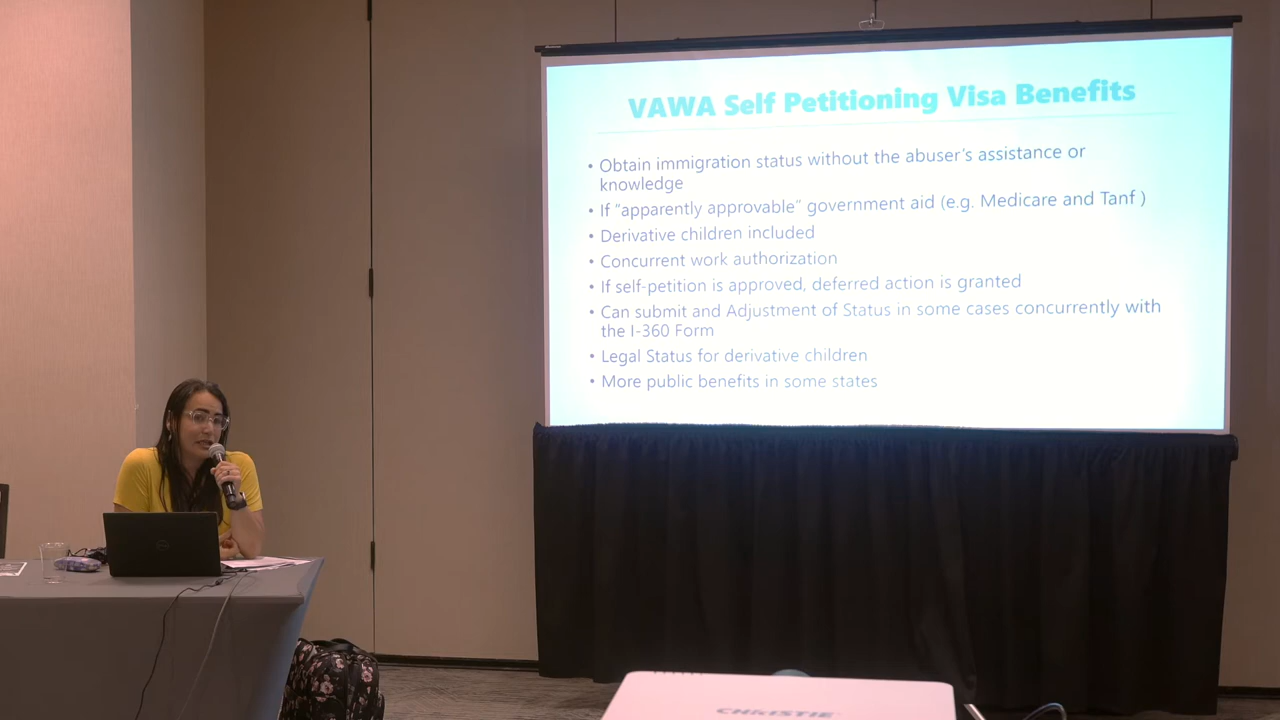 VAWA Self Petitioning Visa Benefits
• Obtain immigration status without the abuser's assistance or
knowledge
• If "apparently approvable" government aid (e.g. Medicare and Tanf )
• Derivative children included
• Concurrent work authorization
• If self-petition is approved, deferred action is granted
• Can submit and Adjustment of Status in some cases concurrently with
the I-360 Form
• Legal Status for derivative children
• More public benefits in some states
CHRISTIE